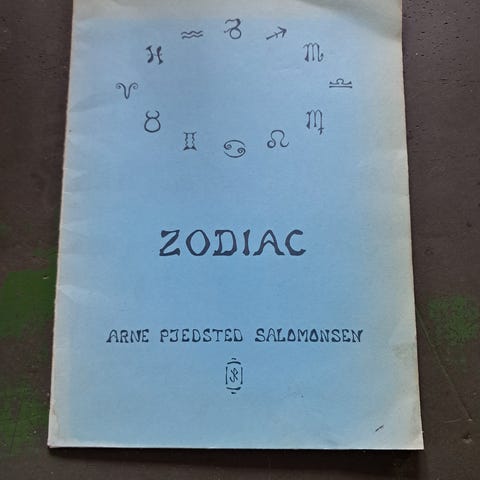 ZODIAC
ARNE PJEDSTED SALOMONSEN